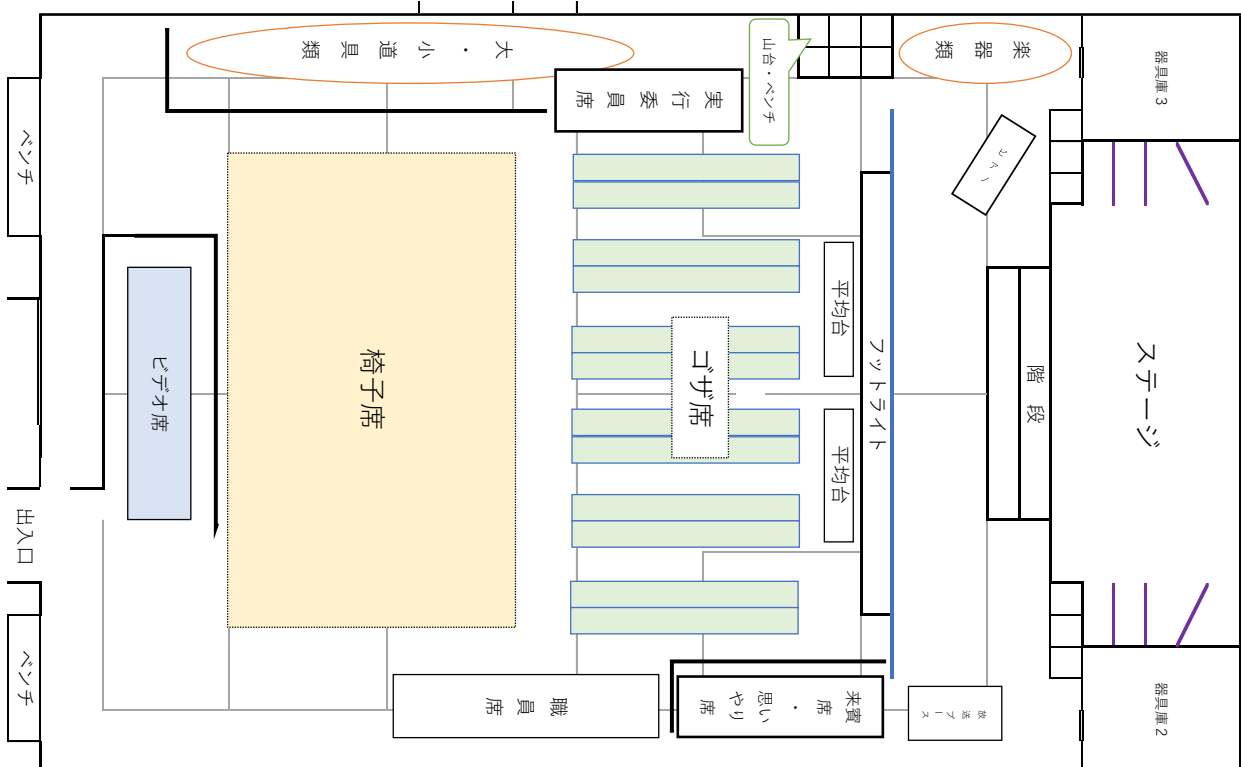 大・小道具類
楽器類
山台・ベンチ
器具庫３
実行委員席
ベンチ
ピアノ
平均台
フットライト
ステージ
階段
椅子席
ゴザ席
ビデオ席
平均台
出入口
ベンチ
職員席
来賓席・思いやり席
放送ブース
器具庫２